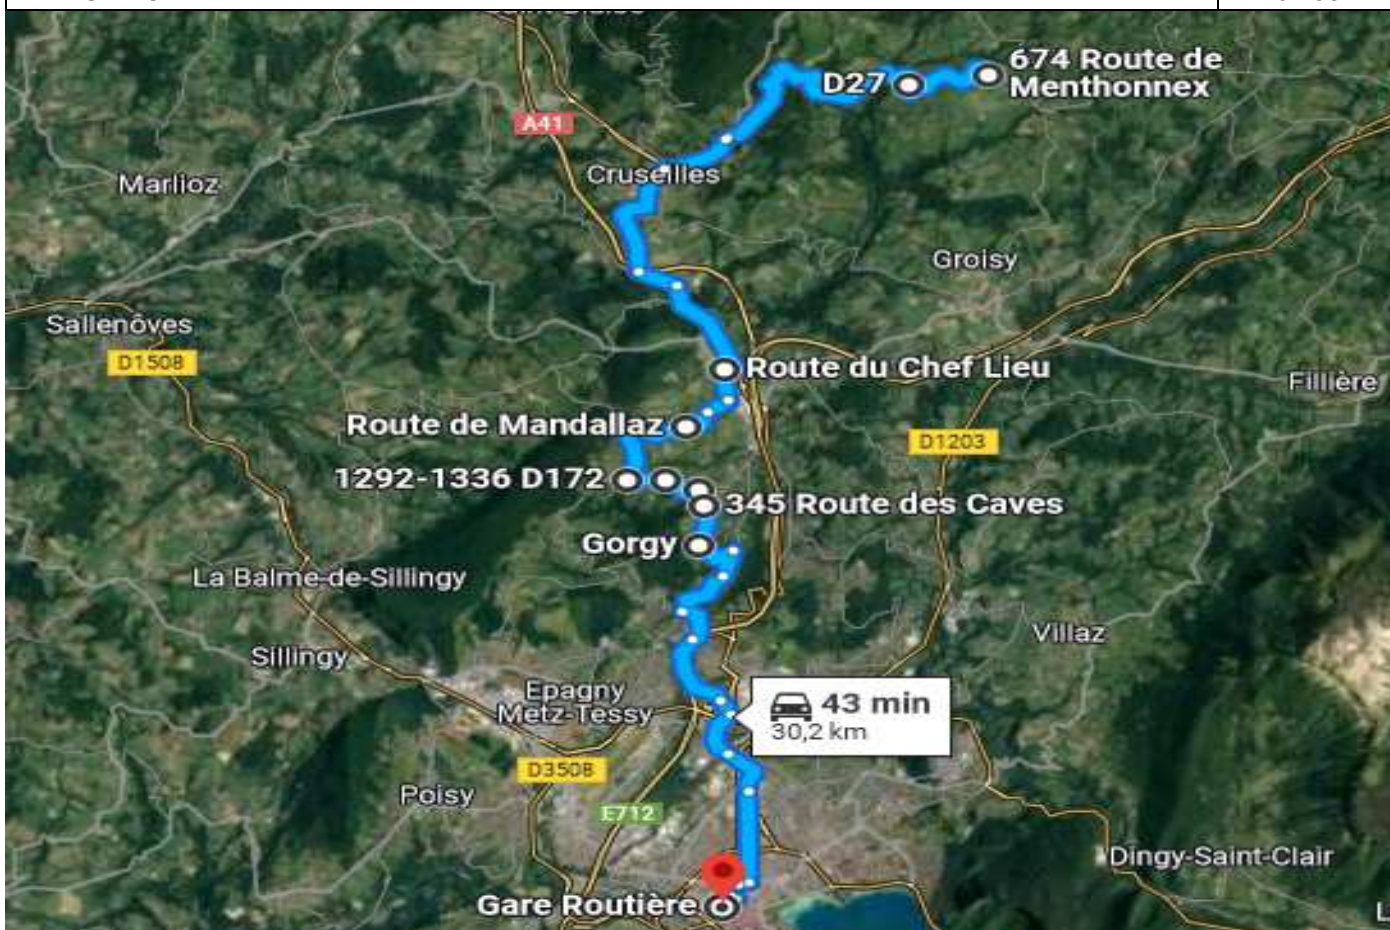 674 Route de
Menthonnex
D27
A41
Cruseilles
Marlioz
Groisy
Sallenôves
D1508
Route du Chef Lieu
Fillière
Route de Mandallaz
D1203
1292-1336 D172
345 Route des Caves
Gorgy
La Balme-de-Sillingy
Villaz
Sillingy
Epagny
Metz-Tessy
43 min
30,2 km
D3508
Poisy
E712
Dingy-Saint-Clair
Gare Routière